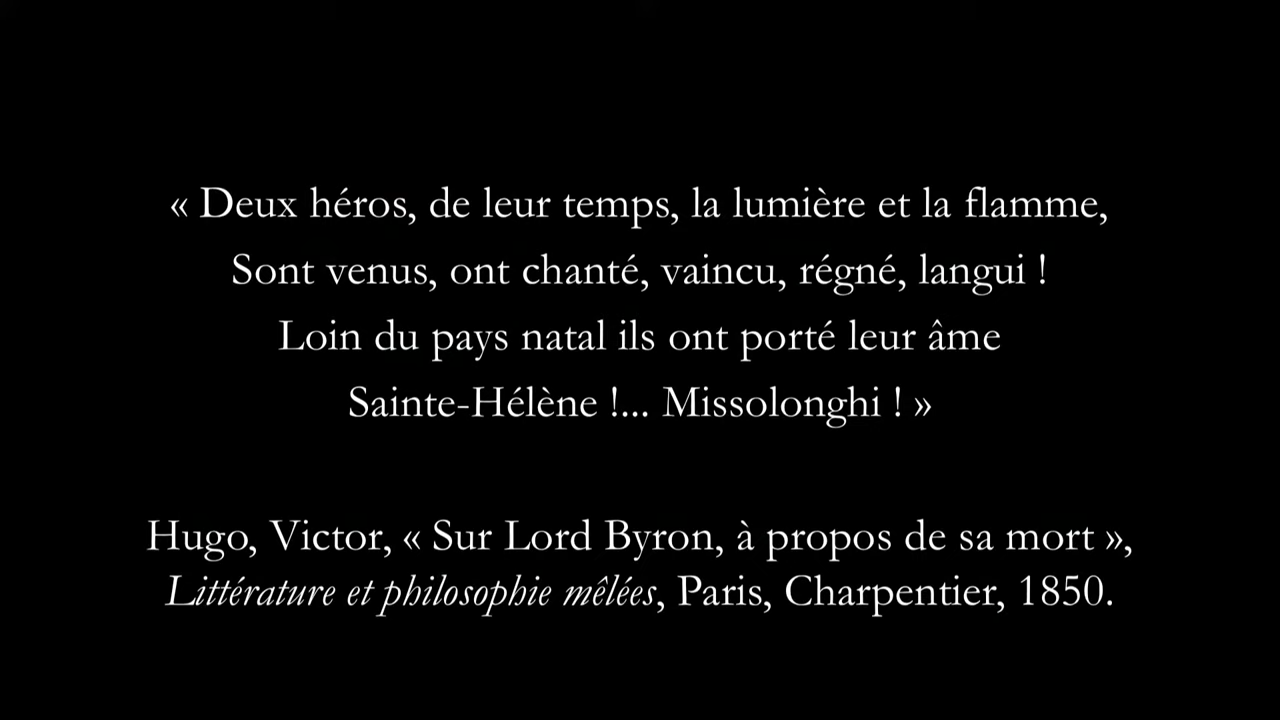 « Deux héros, de leur temps, la lumière et la flamme,
Sont venus, ont chanté, vaincu, régné, langui !
Loin du pays natal ils ont porté leur âme
Sainte-Hélène !... Missolonghi ! »
Hugo, Victor, « Sur Lord Byron, à propos de sa mort »,
Littérature et philosophie mêlées, Paris, Charpentier, 1850.